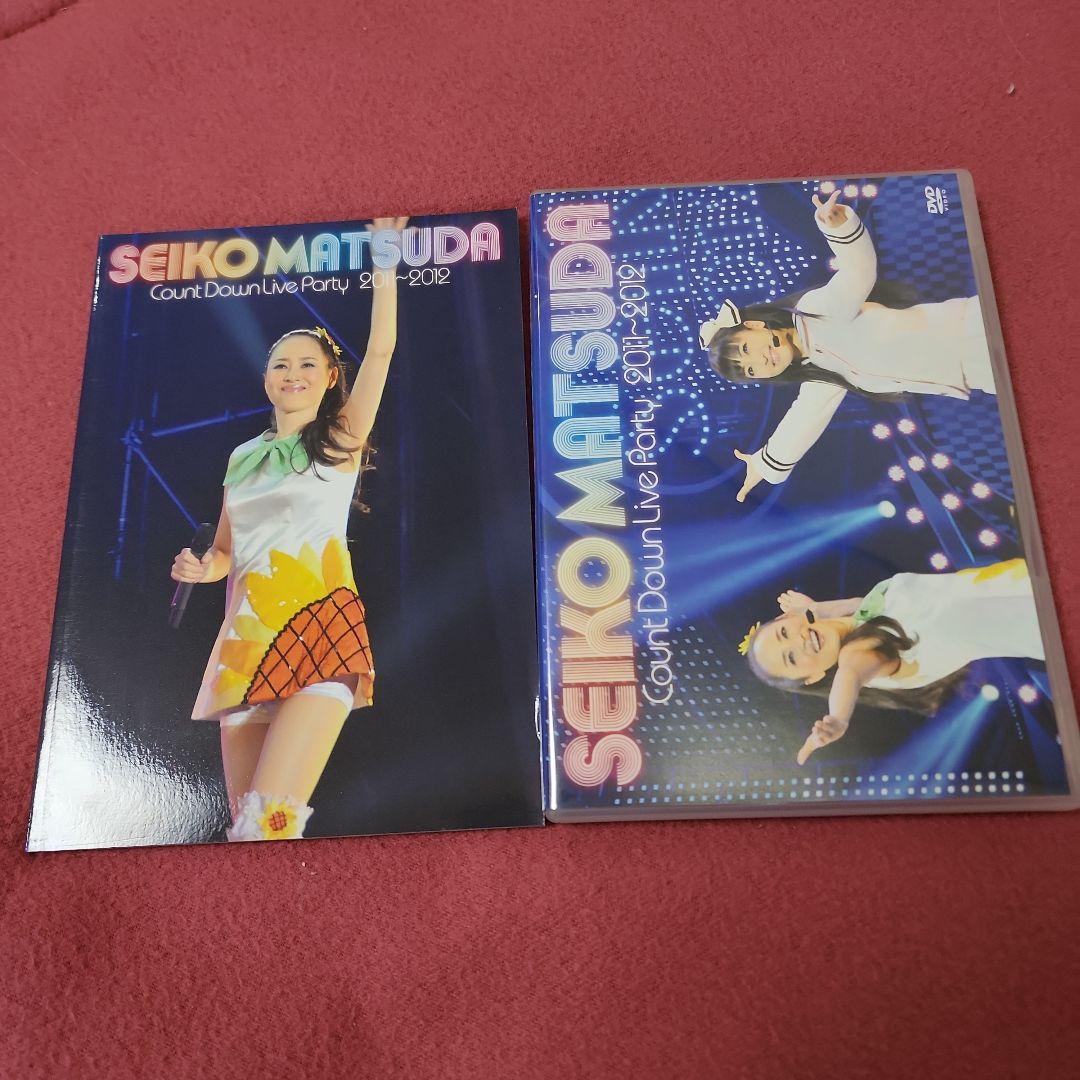 SEIKO MATSUDA
Count Down Live Party 2011~2012
SEIKO MATSUDA
Count Down Live Party 2011~2012
DVD
VIDEO